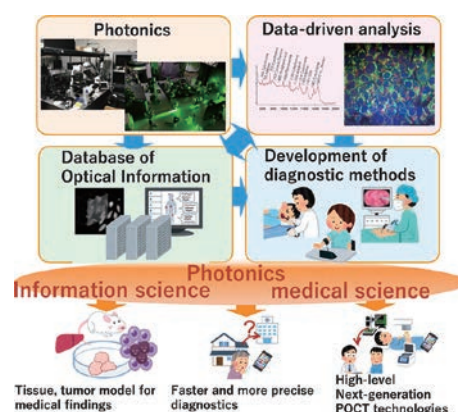 Photonics
Data-driven analysis
Database of
Optical Information
Development of
diagnostic methods
Photonics
Information science
medical science
?
Tissue, tumor model for
medical findings
Faster and more precise
diagnostics
High-level
Next-generation
POCT technologies